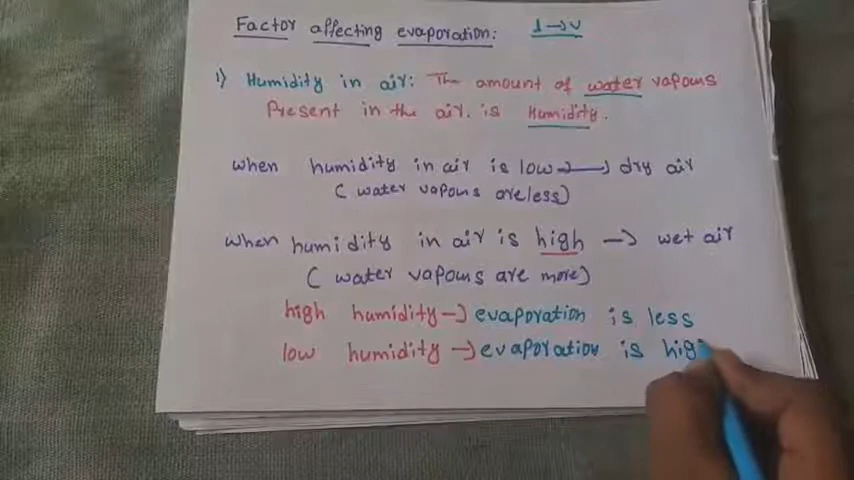 Factor affecting evaporation: l→v
1) Humidity in air: The amount of water vapours
Present in the air. is Humidity.
when humidity in air is low → dry air
( water vapours are less)
when humidity in air is high → wet air
( water vapours are more)
high humidity → evaporation is less
low humidity → evaporation is hig